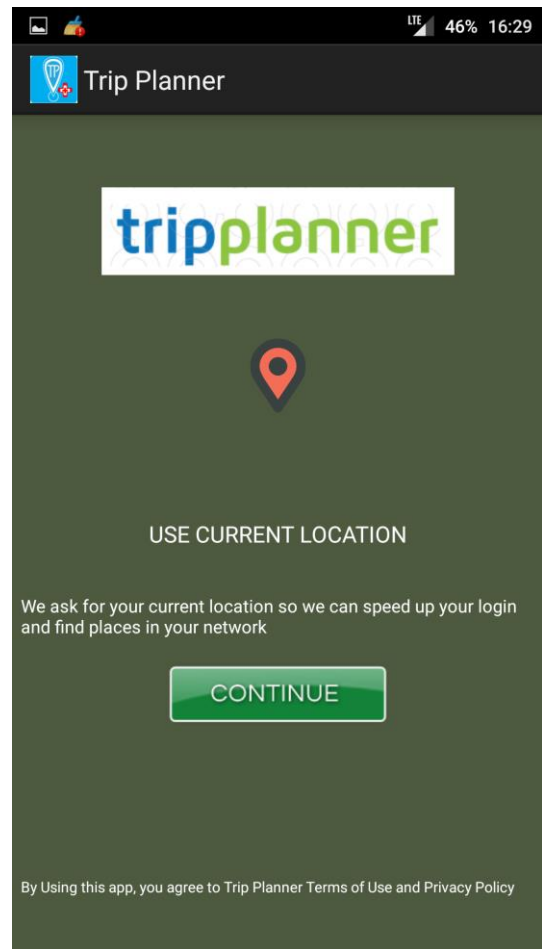 LTE 46% 16:29
TP Trip Planner
tripplanner
USE CURRENT LOCATION
We ask for your current location so we can speed up your login
and find places in your network
CONTINUE
By Using this app, you agree to Trip Planner Terms of Use and Privacy Policy